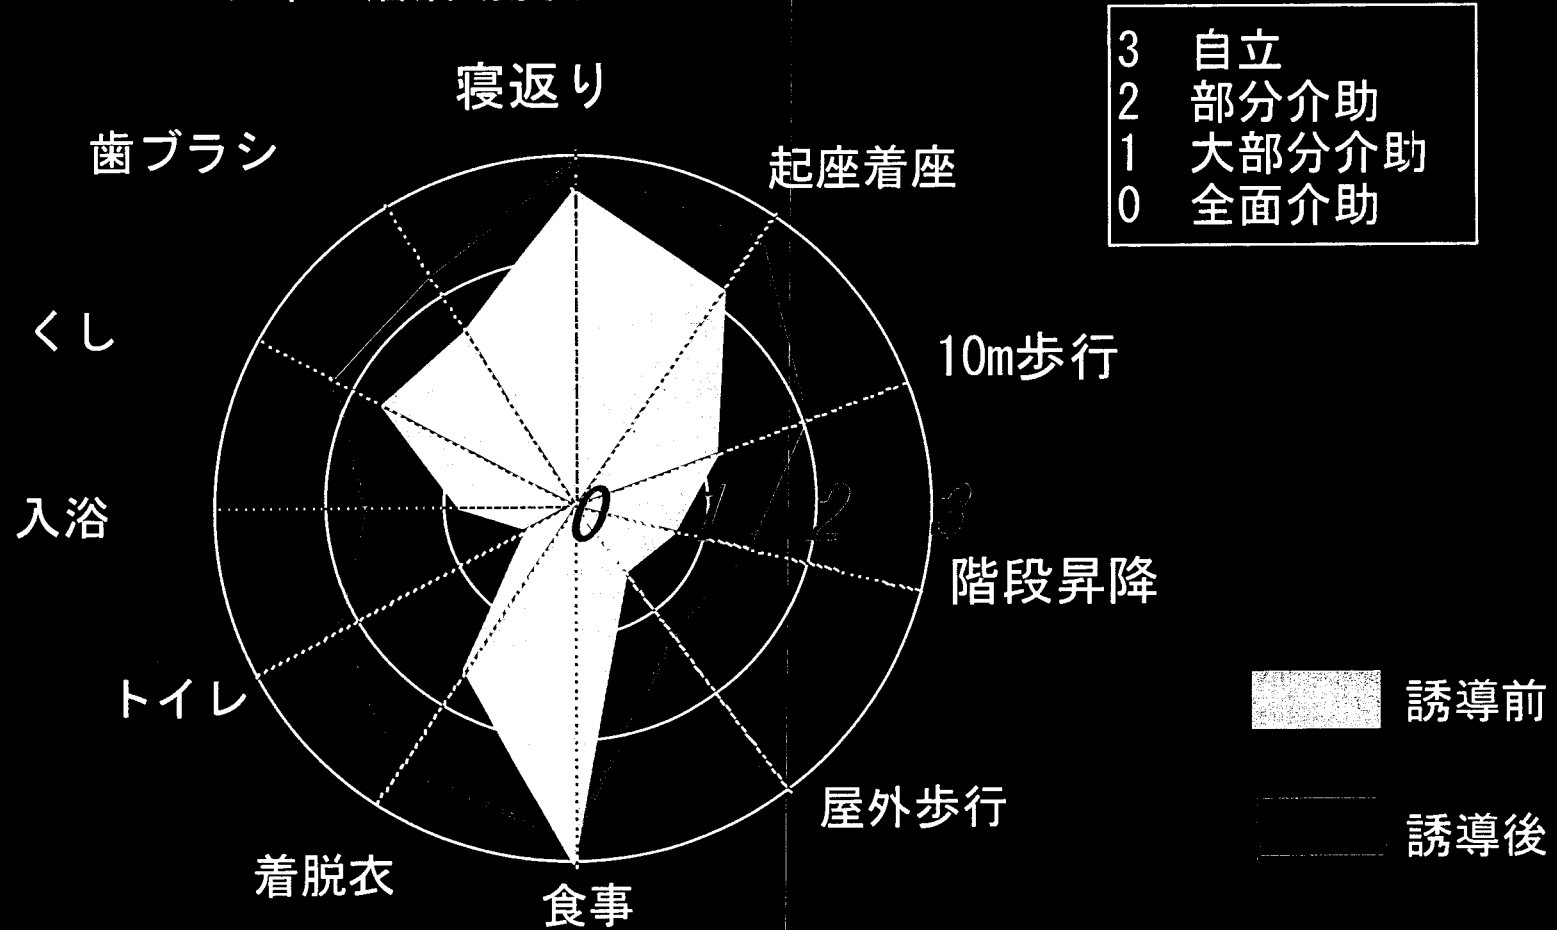 3 自立
2 部分介助
1 大部分介助
0 全面介助
寝返り
歯ブラシ
起座着座
くし
10m歩行
入浴
0 1 2 3
階段昇降
トイレ
誘導前
屋外歩行
誘導後
着脱衣
食事